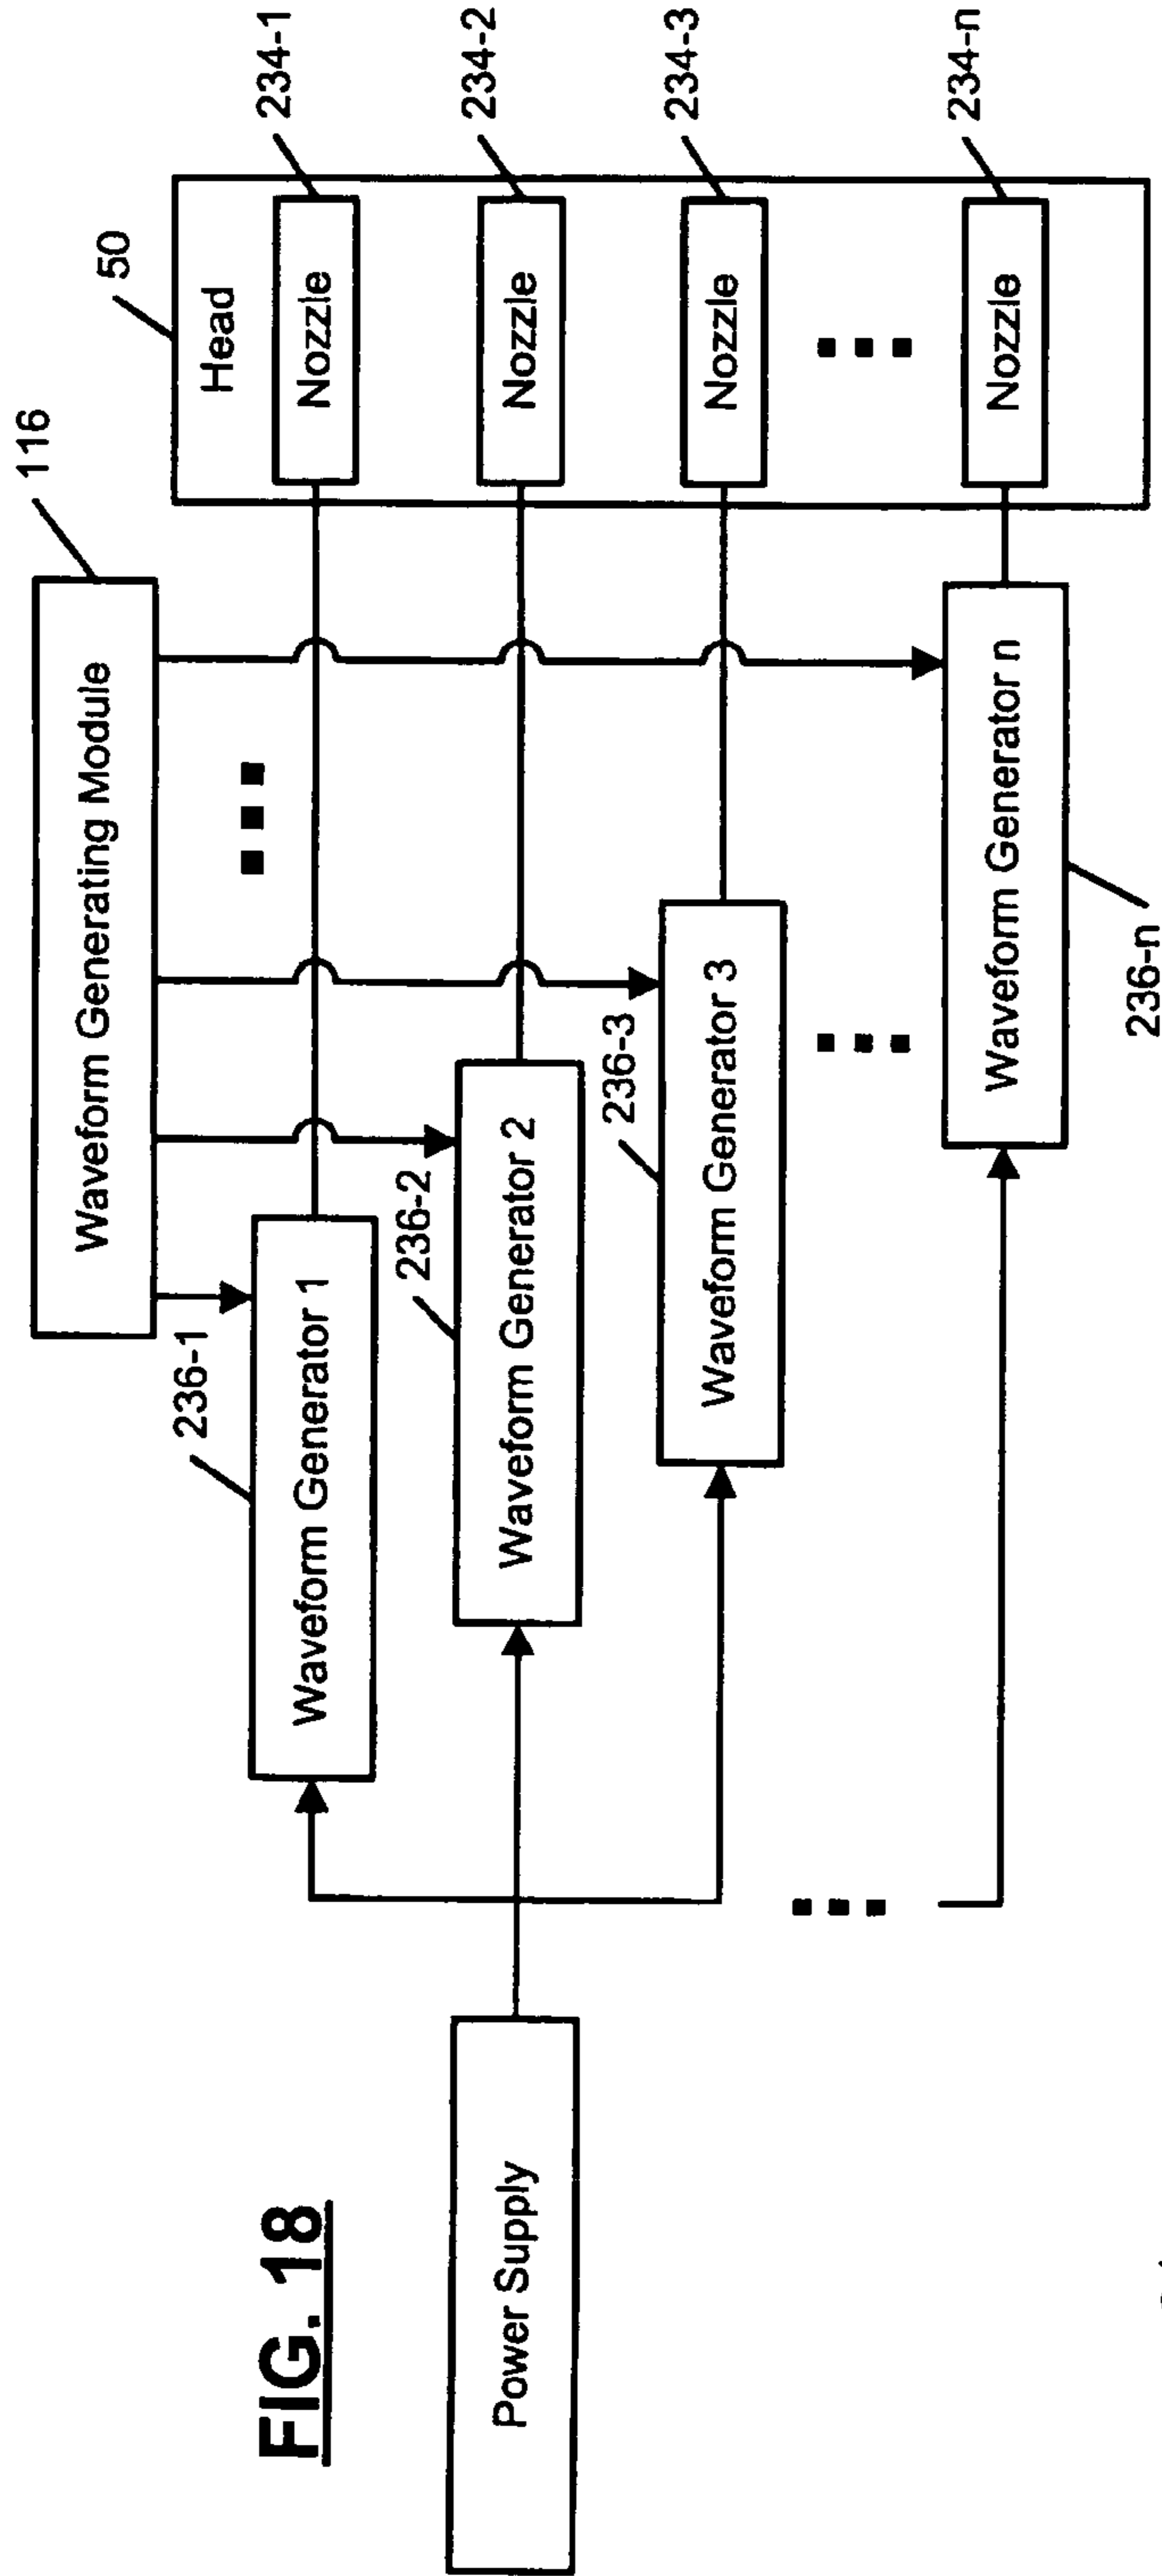 FIG. 18
116
Waveform Generating Module
50
Head
236-1
Waveform Generator 1
Nozzle
234-1
236-2
Power Supply
Waveform Generator 2
Nozzle
234-2
236-3
Waveform Generator 3
Nozzle
234-3
Waveform Generator n
Nozzle
234-n
236-n